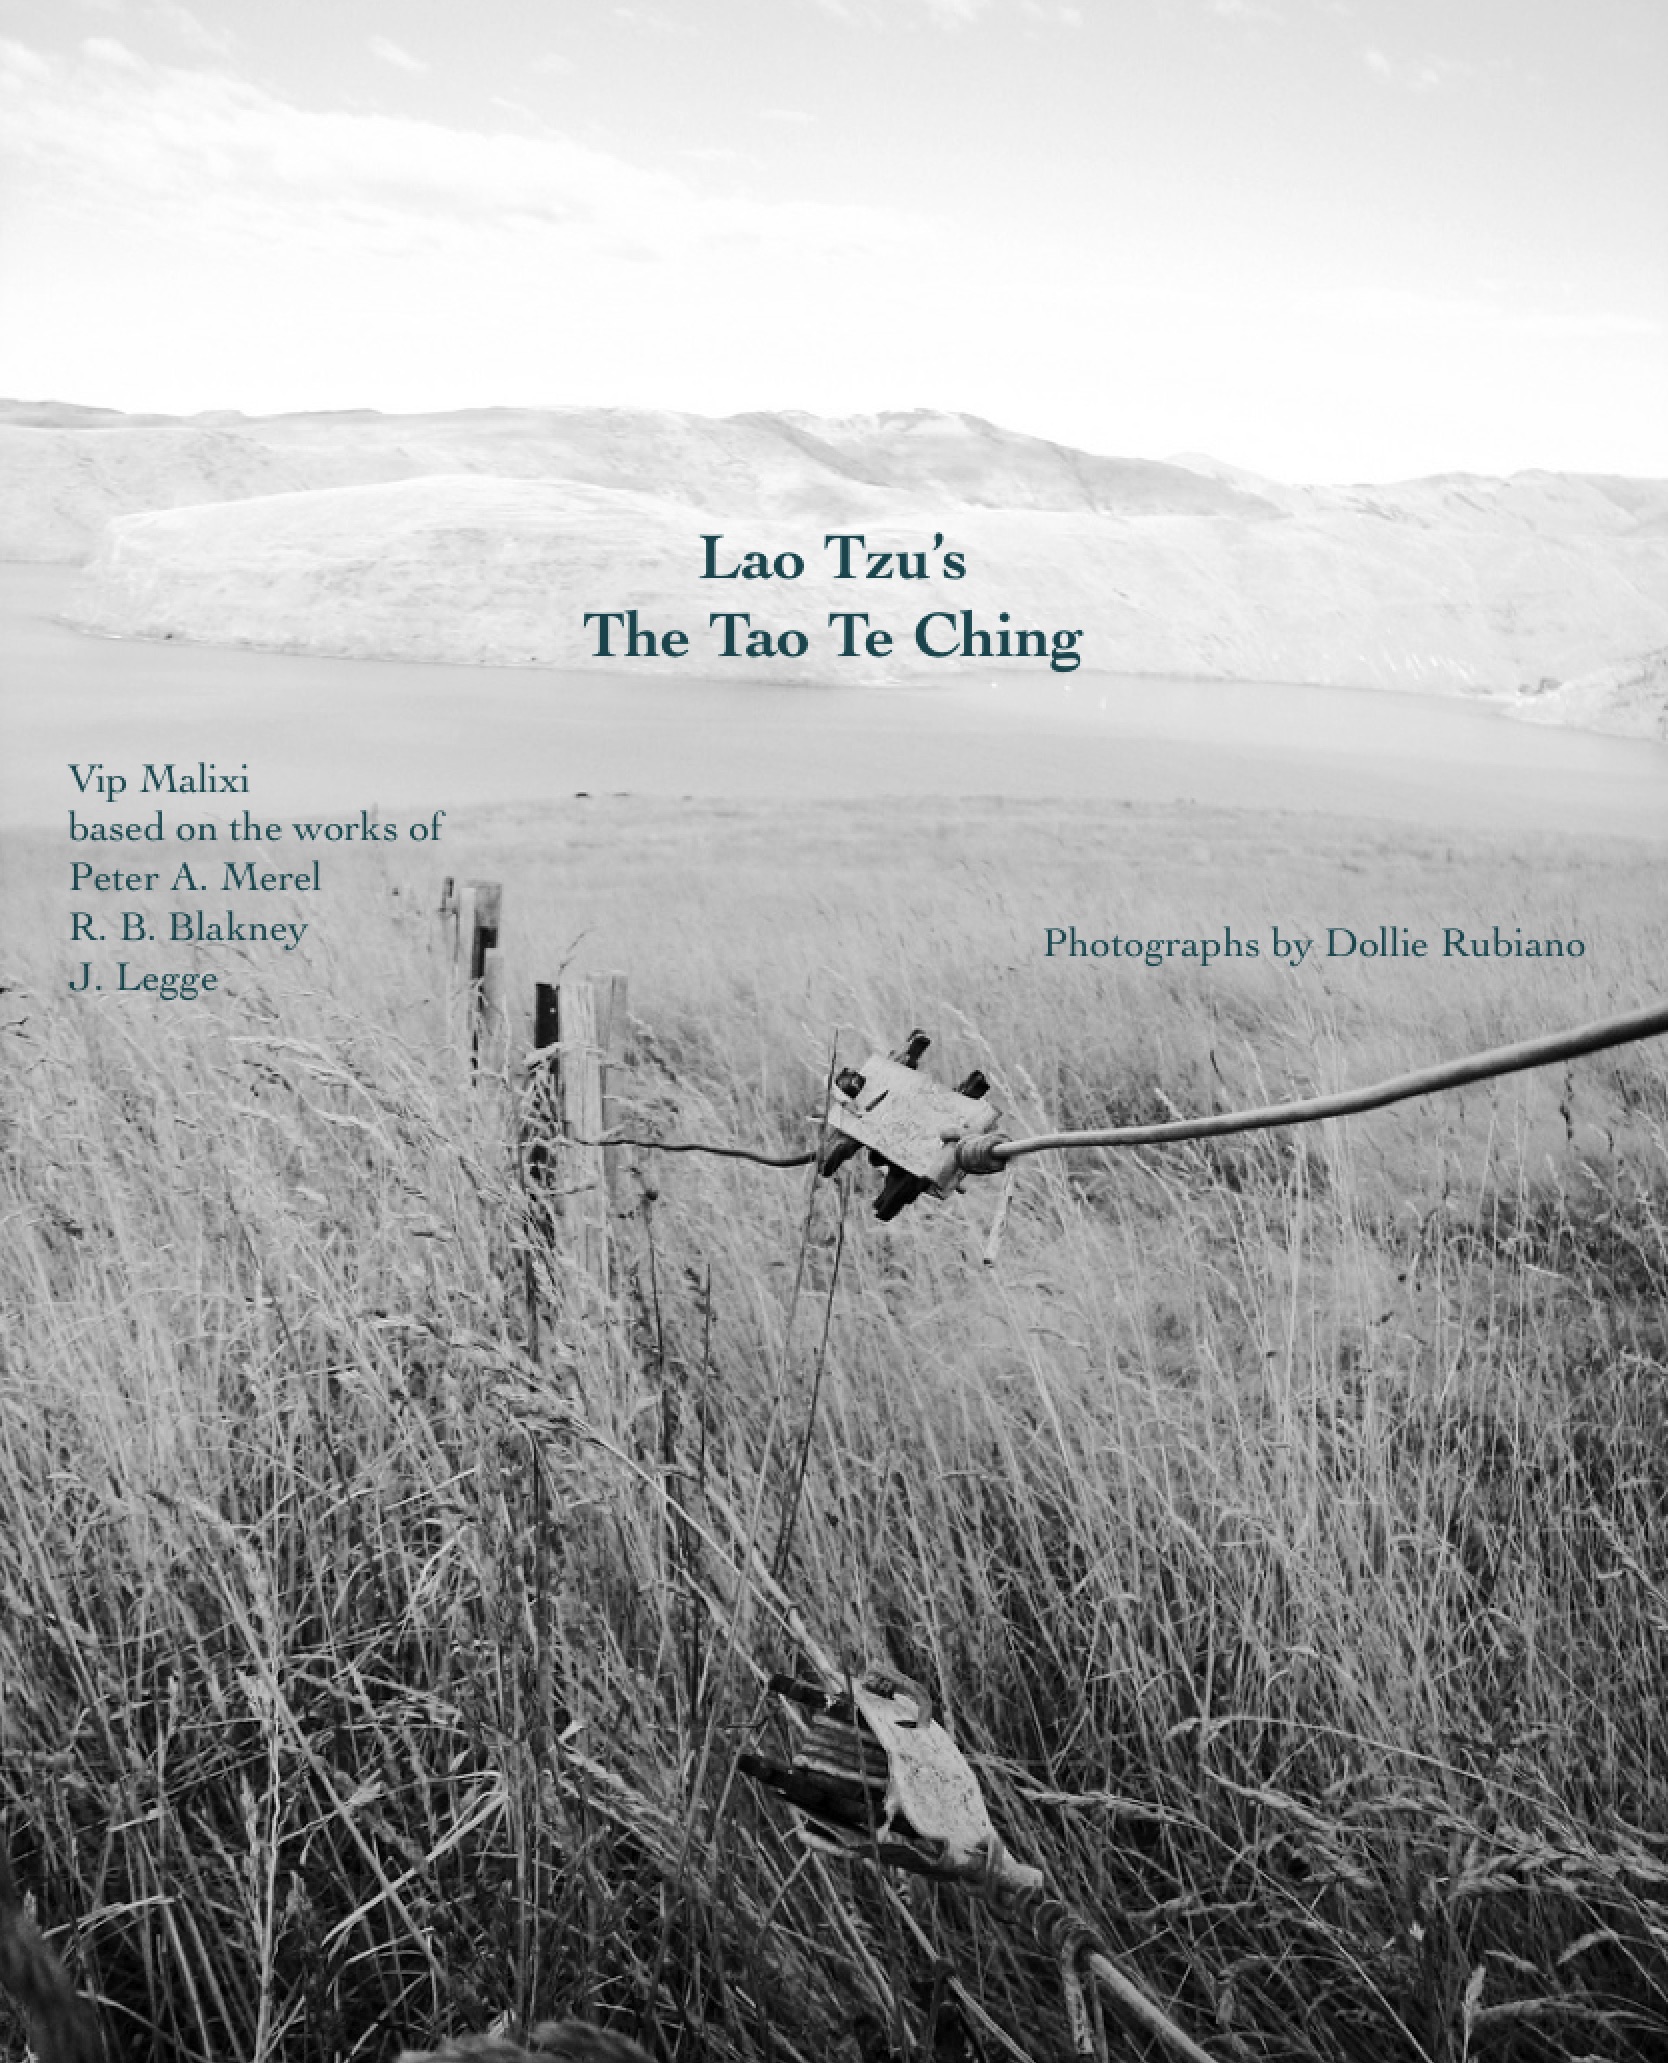 Lao Tzu’s
The Tao Te Ching
Vip Malixi
based on the works of
Peter A. Merel
R. B. Blakney
J. Legge
Photographs by Dollie Rubiano